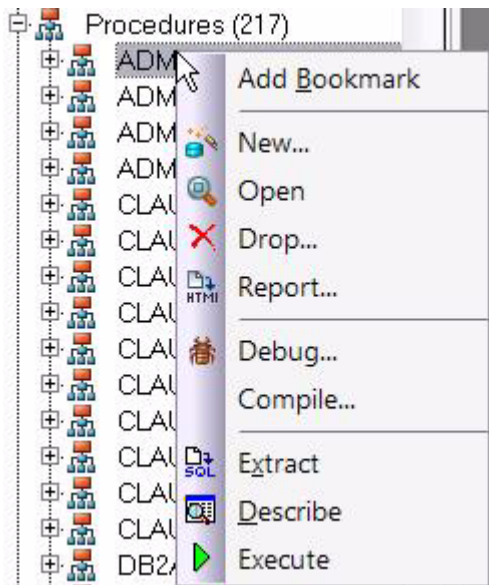 Procedures (217)
ADM
Add Bookmark
ADM
ADM
New...
ADM
Open
CLAU
CLAU
Drop...
CLAU
Report...
HTMl
CLAU
CLAU
Debug...
CLAU
Compile...
CLAU
CLAU
Extract
SQL
CLAU
Describe
CLAU
DB2A
Execute